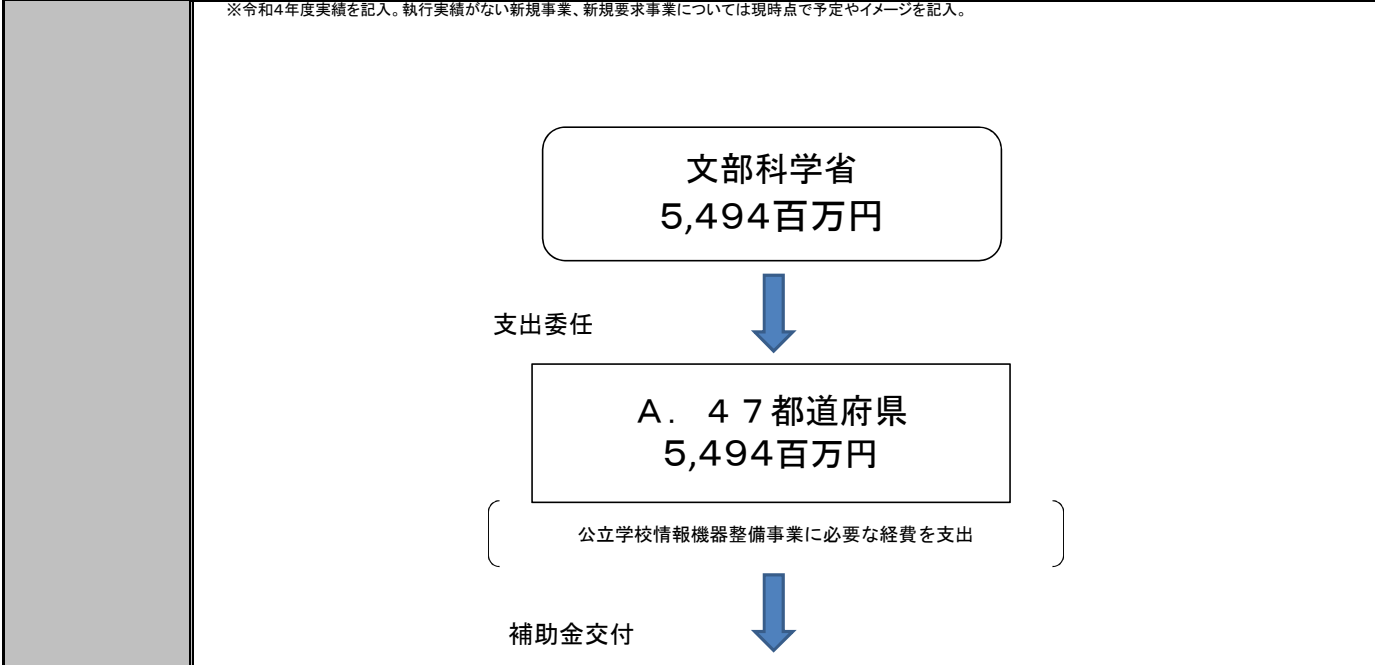 ※令和4年度実績を記入。執行実績がない新規事業、新規要求事業については現時点で予定やイメージを記入。
文部科学省
5,494百万円
支出委任
Ａ．４７都道府県
5,494百万円
公立学校情報機器整備事業に必要な経費を支出
補助金交付